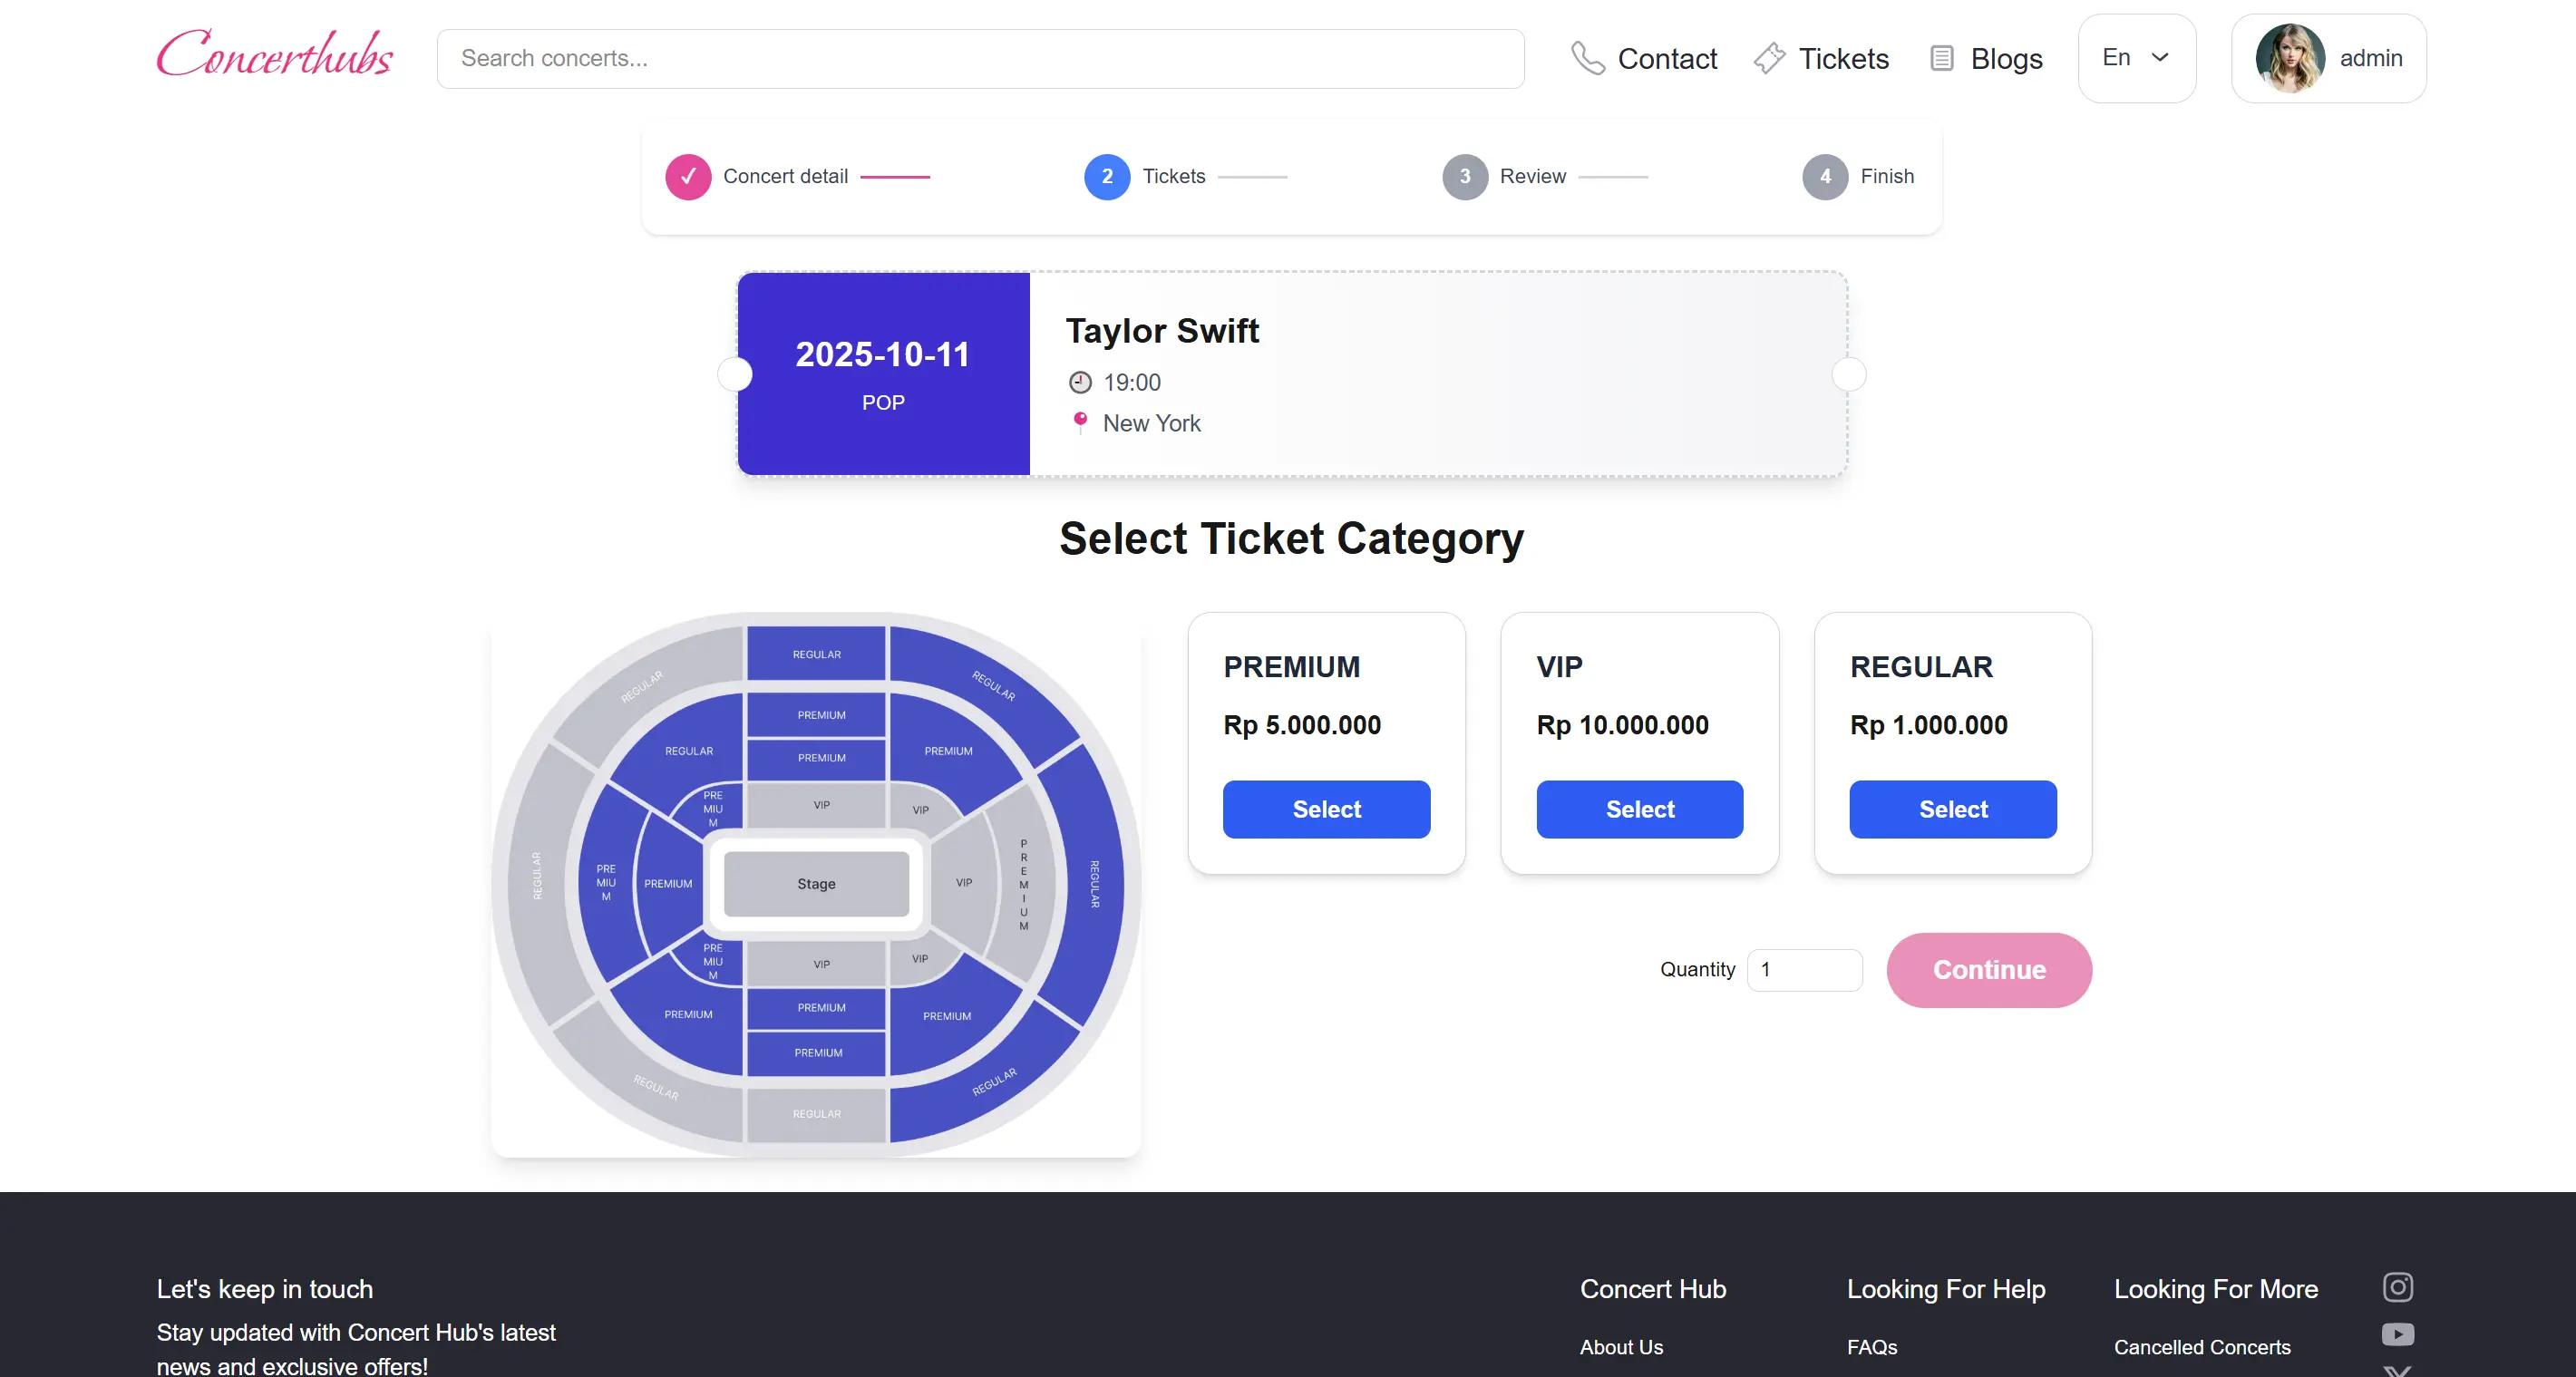 Concerthubs
Search concerts...
Contact
Tickets
Blogs
En
admin
✓ Concert detail
2 Tickets
3 Review
4 Finish
2025-10-11
POP
Taylor Swift
19:00
New York
Select Ticket Category
REGULAR
REGULAR
REGULAR
PREMIUM
REGULAR
PREMIUM
PREMIUM
PRE
MIU
M
VIP
VIP
REGULAR
PRE
MIU
M
PREMIUM
Stage
VIP
P
R
E
M
I
U
M
REGULAR
PRE
MIU
M
VIP
VIP
PREMIUM
PREMIUM
PREMIUM
PREMIUM
REGULAR
REGULAR
REGULAR
PREMIUM
Rp 5.000.000
Select
VIP
Rp 10.000.000
Select
REGULAR
Rp 1.000.000
Select
Quantity 1
Continue
Let's keep in touch
Stay updated with Concert Hub's latest
news and exclusive offers!
Concert Hub
About Us
Looking For Help
FAQs
Looking For More
Cancelled Concerts